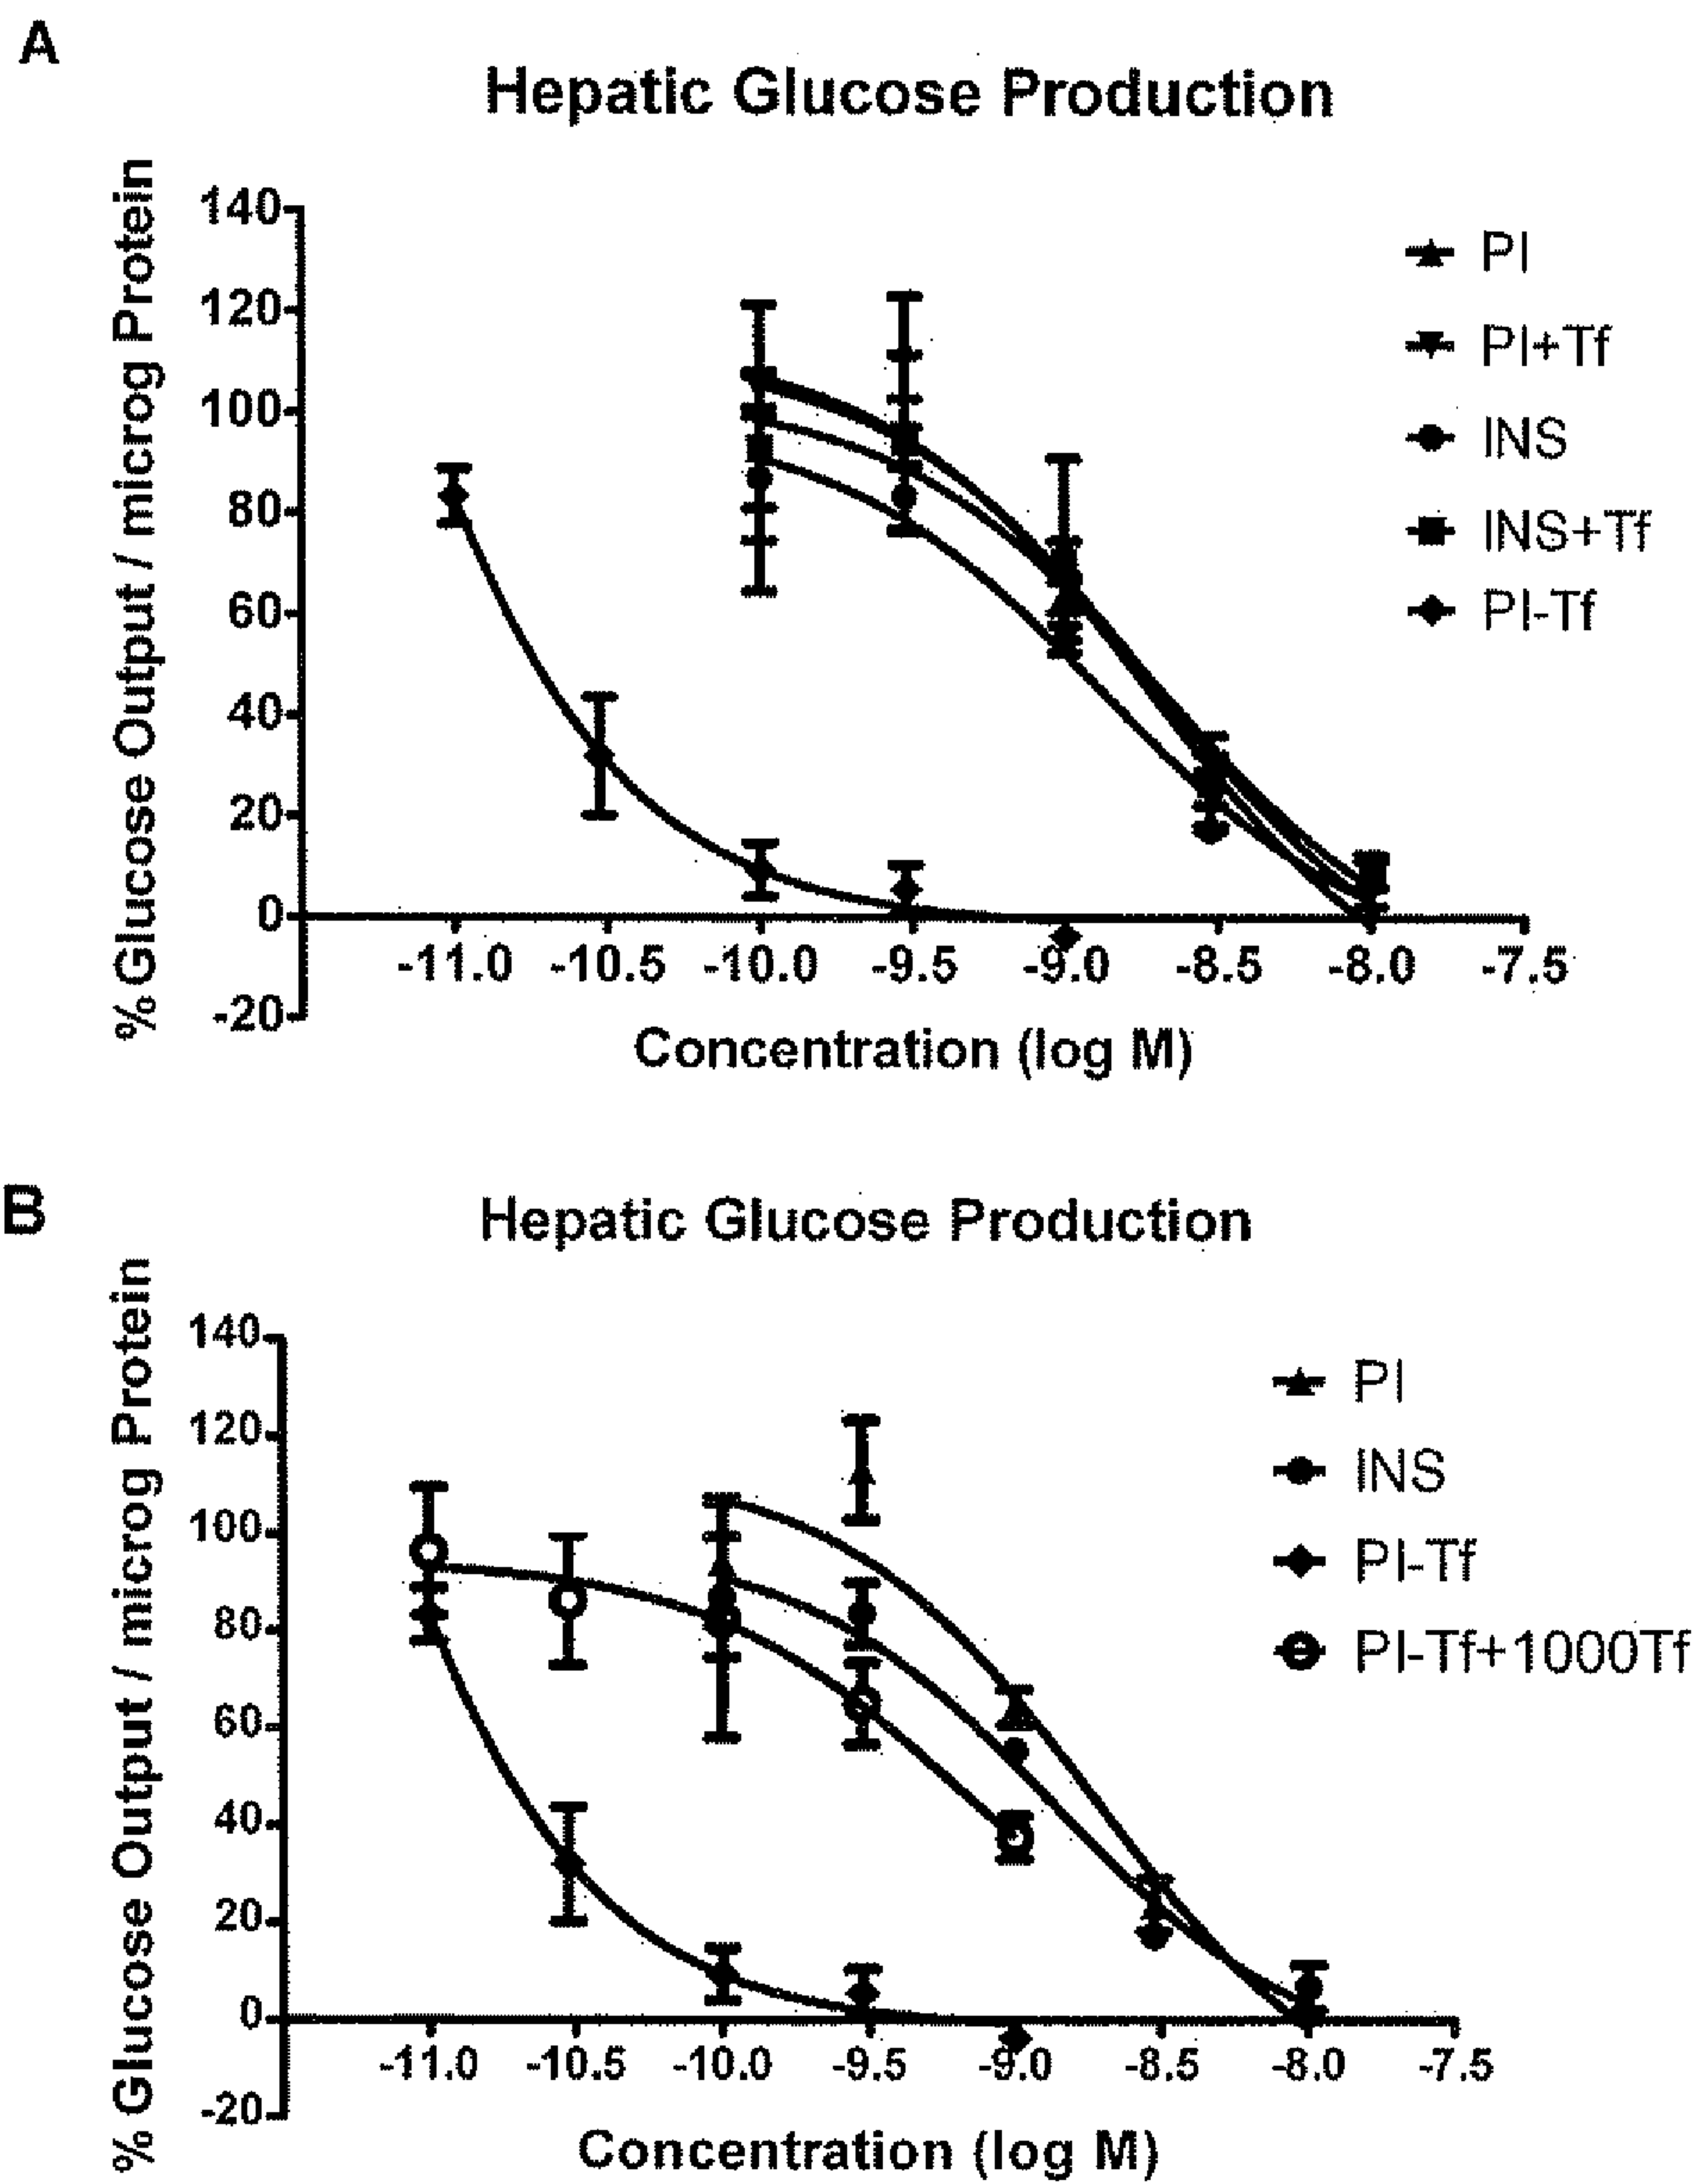 A
Hepatic Glucose Production
% Glucose Output / microg Protein
140
120
100
80
60
40
20
0
-20
-11.0 -10.5 -10.0 -9.5 -9.0 -8.5 -8.0 -7.5
Concentration (log M)
PI
PI+Tf
INS
INS+Tf
PI-Tf
B
Hepatic Glucose Production
% Glucose Output / microg Protein
140
120
100
80
60
40
20
0
-20
-11.0 -10.5 -10.0 -9.5 -9.0 -8.5 -8.0 -7.5
Concentration (log M)
PI
INS
PI-Tf
PI-Tf+1000Tf